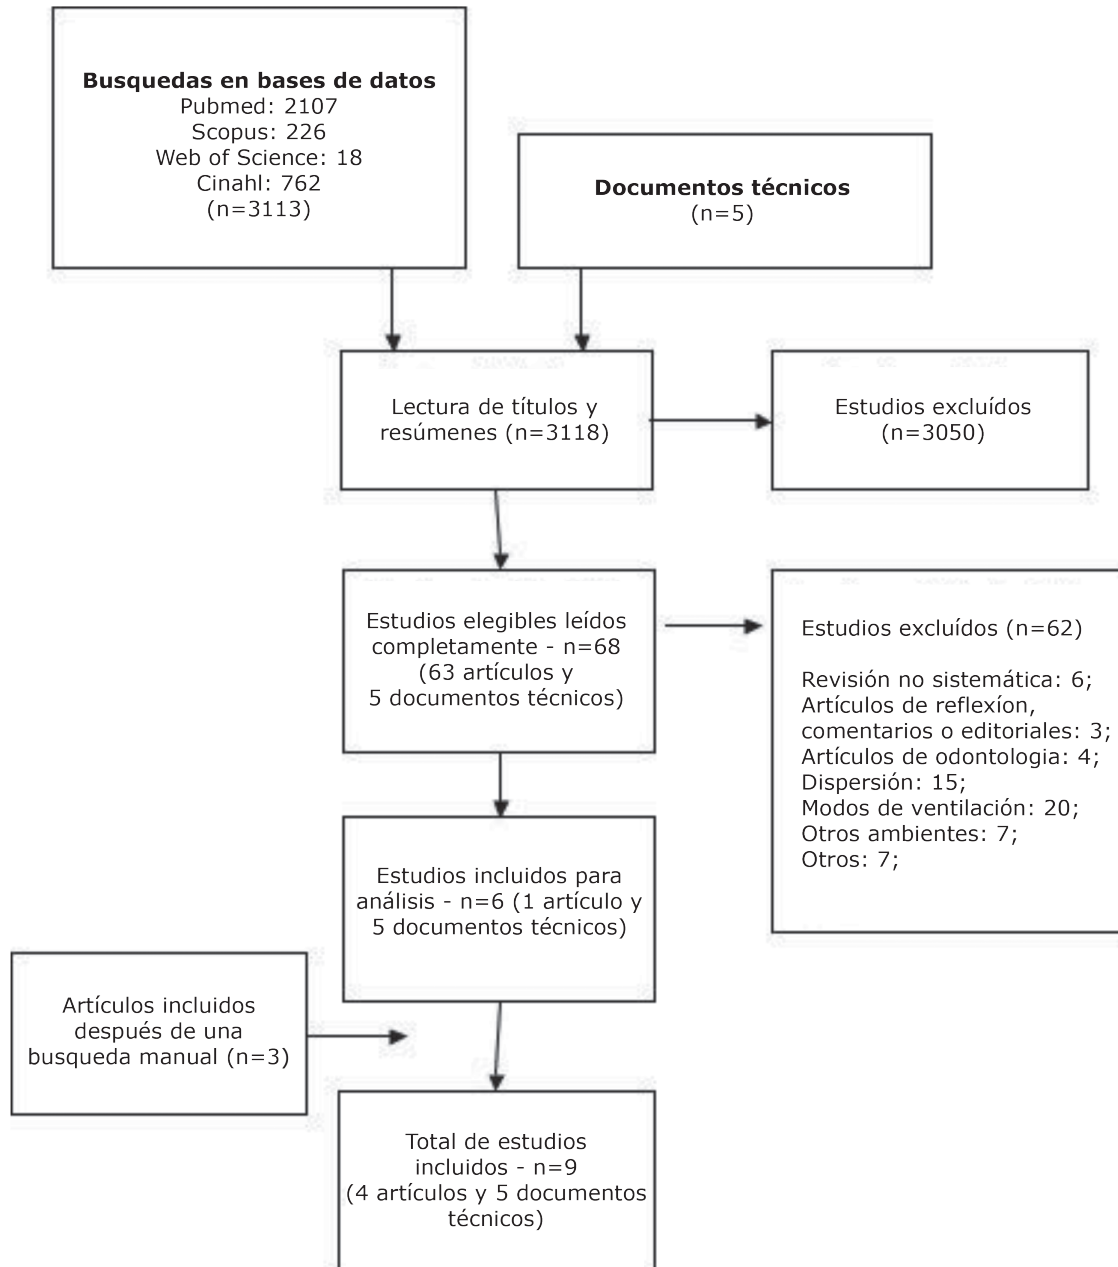 Busquedas en bases de datos
Pubmed: 2107
Scopus: 226
Web of Science: 18
Cinahl: 762
(n=3113)
Documentos técnicos
(n=5)
Lectura de títulos y
resúmenes (n=3118)
Estudios excluídos
(n=3050)
Estudios elegibles leídos
completamente - n=68
(63 artículos y
5 documentos técnicos)
Estudios excluídos (n=62)
Revisión no sistemática: 6;
Artículos de reflexíon,
comentarios o editoriales: 3;
Artículos de odontologia: 4;
Dispersión: 15;
Modos de ventilación: 20;
Otros ambientes: 7;
Otros: 7;
Estudios incluidos para
análisis - n=6 (1 artículo y
5 documentos técnicos)
Artículos incluidos
después de una
busqueda manual (n=3)
Total de estudios
incluidos - n=9
(4 artículos y 5 documentos
técnicos)